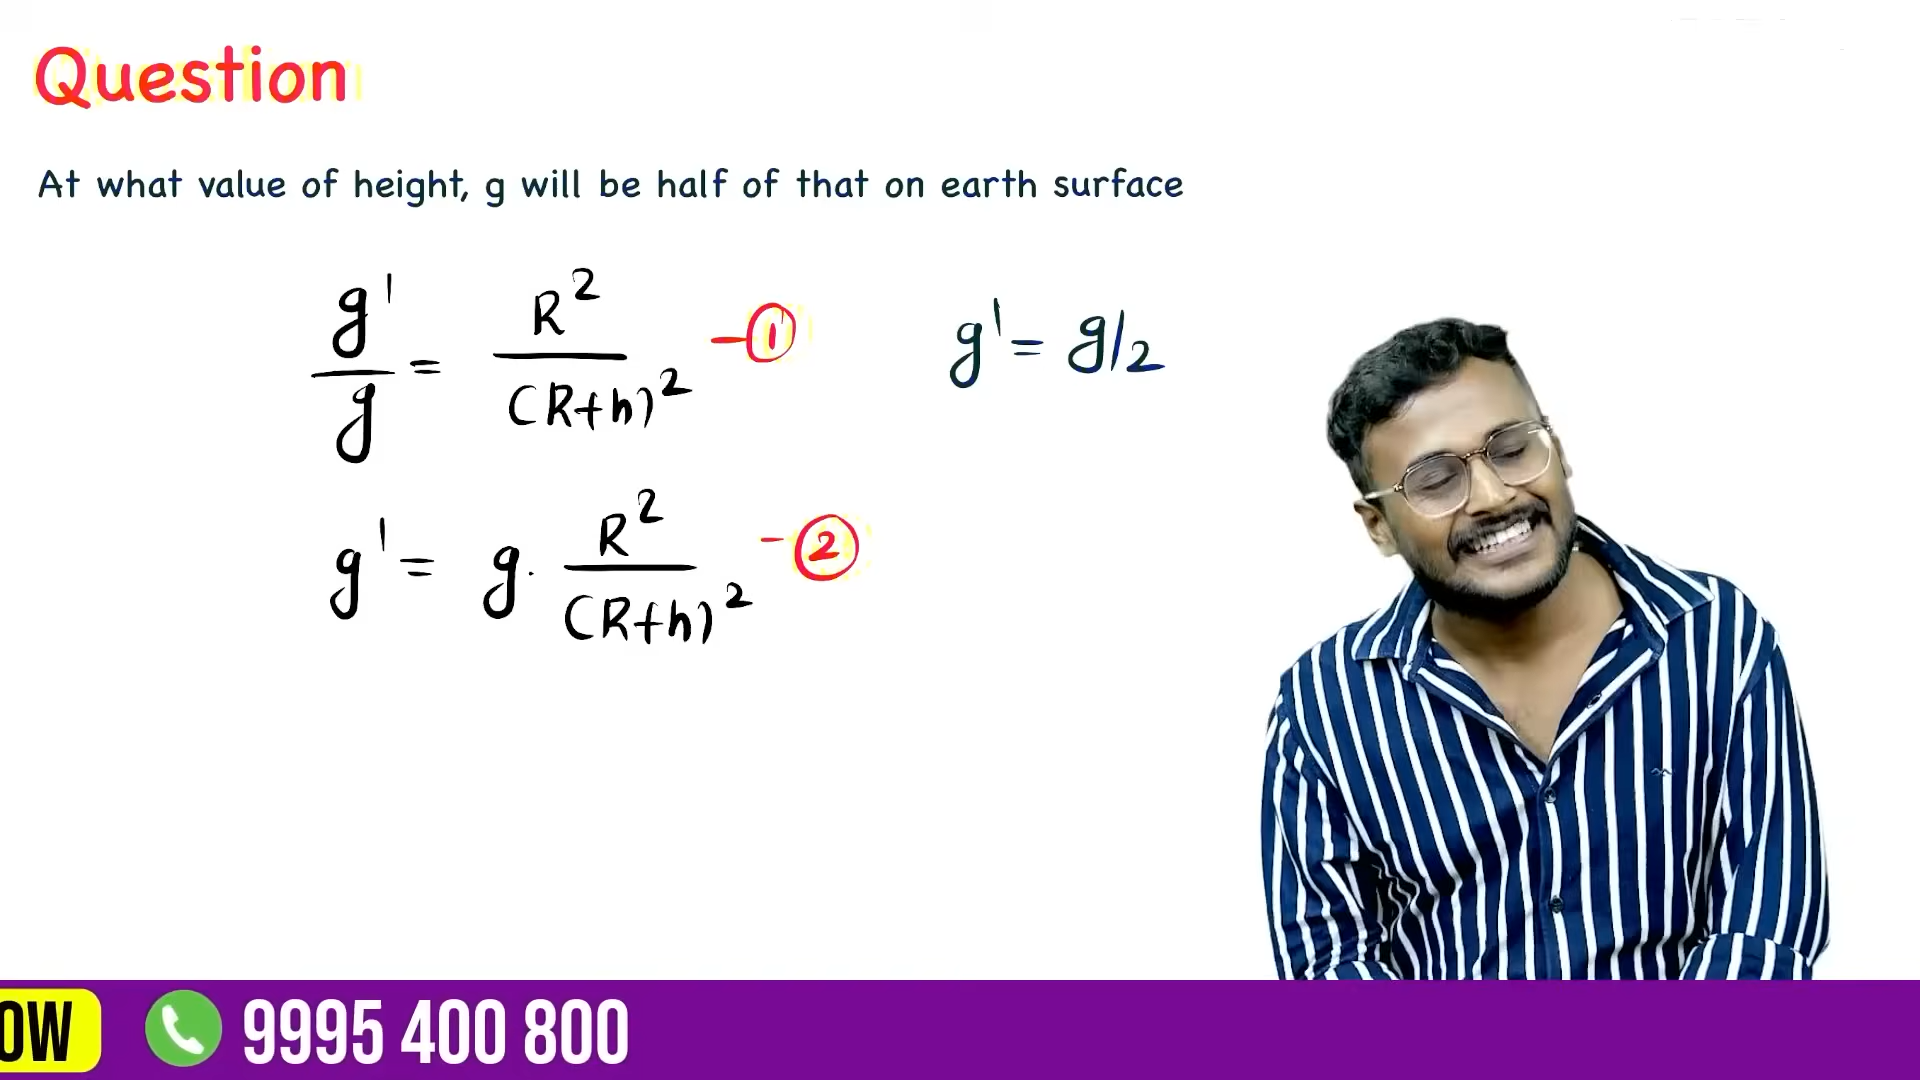 Question
At what value of height, g will be half of that on earth surface
g'/g = R²/(R+h)² –①
g' = g/2
g' = g. R²/(R+h)² –②
OW
9995 400 800